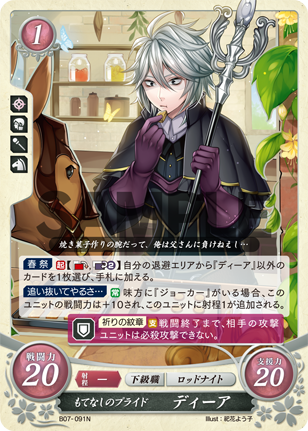 1
SAMPLE
焼き菓子作りの腕だって、俺は父さんに負けねえし…
春祭 起 自分の退避エリアから『ディーア』以外の
カードを1枚選び、手札に加える。
追い抜いてやるさ… 常 味方に『ジョーカー』がいる場合、この
ユニットの戦闘力は+10され、このユニットに射程1が追加される。
祈りの紋章 支 戦闘終了まで、相手の攻撃
ユニットは必殺攻撃できない。
戦闘力
20
射程 ー 下級職 ロッドナイト
もてなしのプライド ディーア
支援力
20
B07-091N
Illust:紀花よう子